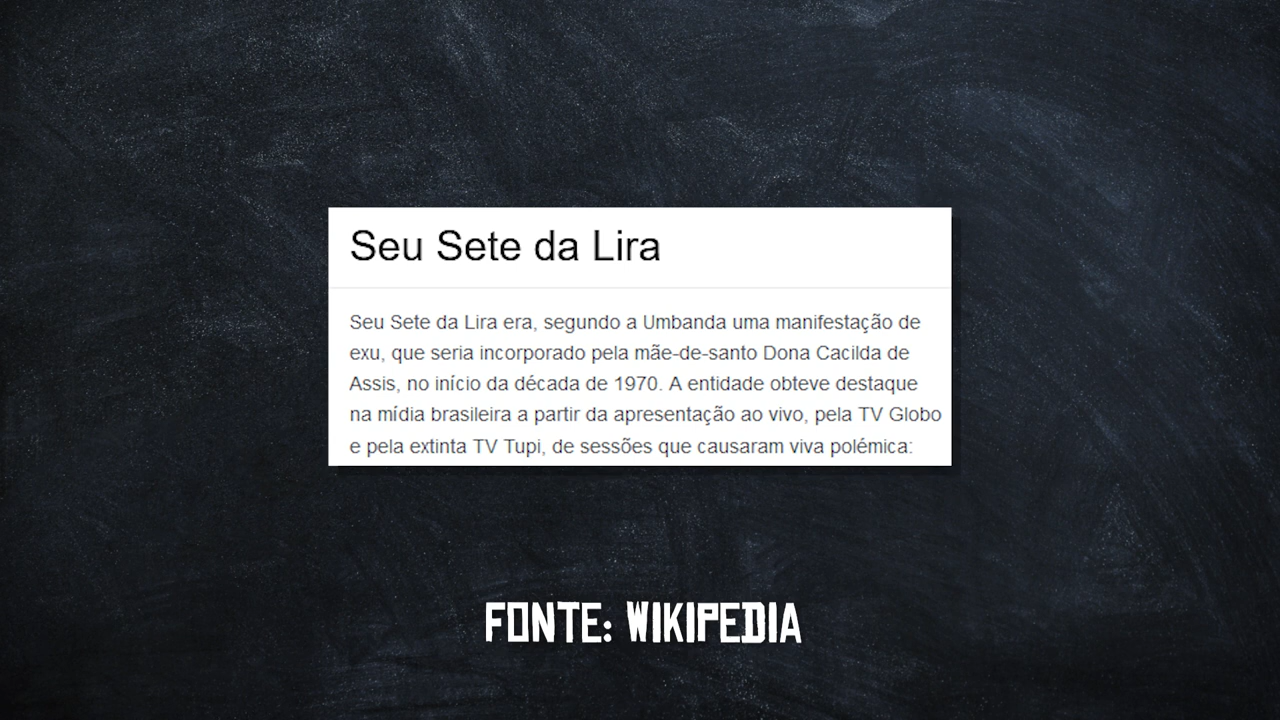 Seu Sete da Lira
Seu Sete da Lira era, segundo a Umbanda uma manifestação de
exu, que seria incorporado pela mãe-de-santo Dona Cacilda de
Assis, no início da década de 1970. A entidade obteve destaque
na mídia brasileira a partir da apresentação ao vivo, pela TV Globo
e pela extinta TV Tupi, de sessões que causaram viva polémica:
FONTE: WIKIPEDIA